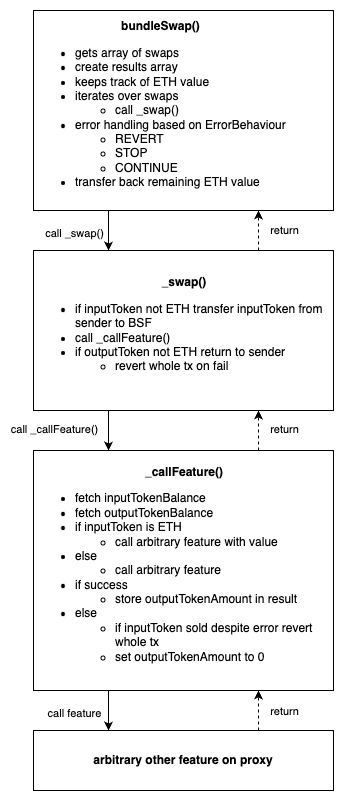 bundleSwap()
• gets array of swaps
• create results array
• keeps track of ETH value
• iterates over swaps
○ call _swap()
• error handling based on ErrorBehaviour
○ REVERT
○ STOP
○ CONTINUE
• transfer back remaining ETH value
call _swap()
return
_swap()
• if inputToken not ETH transfer inputToken from
sender to BSF
• call _callFeature()
• if outputToken not ETH return to sender
○ revert whole tx on fail
call _callFeature()
return
_callFeature()
• fetch inputTokenBalance
• fetch outputTokenBalance
• if inputToken is ETH
○ call arbitrary feature with value
• else
○ call arbitrary feature
• if success
○ store outputTokenAmount in result
• else
○ if inputToken sold despite error revert
whole tx
○ set outputTokenAmount to 0
call feature
return
arbitrary other feature on proxy